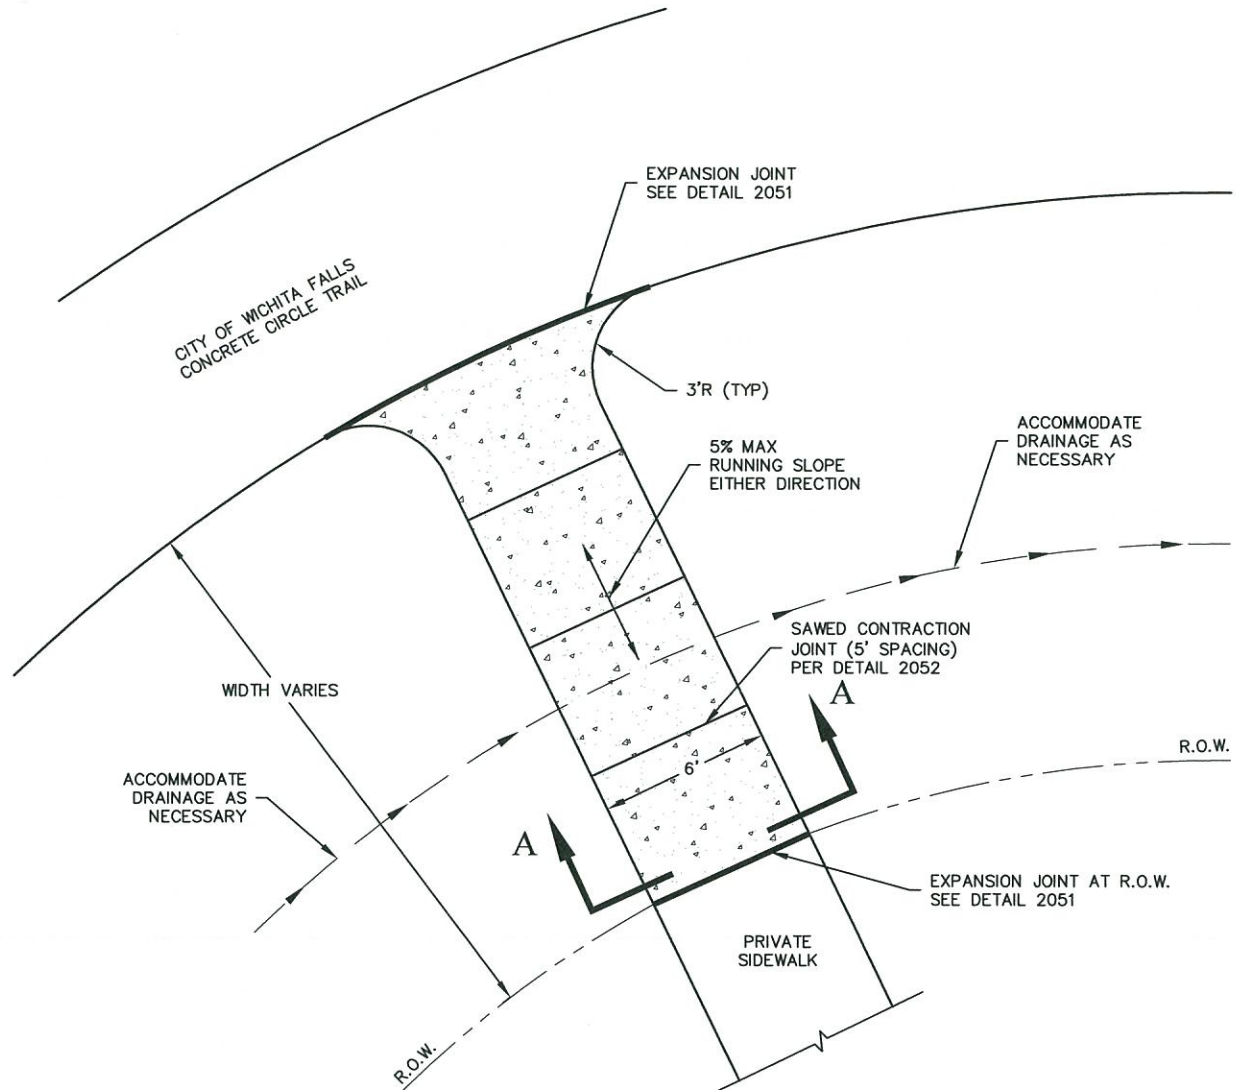 EXPANSION JOINT
SEE DETAIL 2051
CITY OF WICHITA FALLS
CONCRETE CIRCLE TRAIL
3'R (TYP)
ACCOMMODATE
DRAINAGE AS
NECESSARY
5% MAX
RUNNING SLOPE
EITHER DIRECTION
SAWED CONTRACTION
JOINT (5' SPACING)
PER DETAIL 2052
WIDTH VARIES
A
R.O.W.
6'
ACCOMMODATE
DRAINAGE AS
NECESSARY
A
EXPANSION JOINT AT R.O.W.
SEE DETAIL 2051
PRIVATE
SIDEWALK
R.O.W.